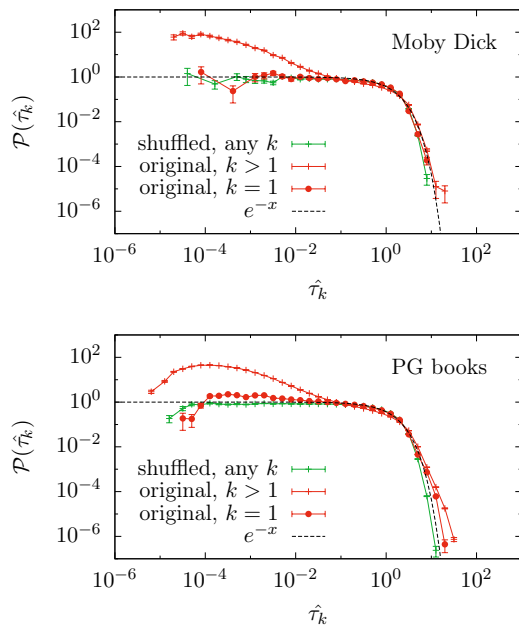 Moby Dick
10^2
10^0
10^-2
10^-4
10^-6
P(τ̂_k)
shuffled, any k
original, k > 1
original, k = 1
e^-x
10^-6 10^-4 10^-2 10^0 10^2
τ̂_k
PG books
10^2
10^0
10^-2
10^-4
10^-6
P(τ̂_k)
shuffled, any k
original, k > 1
original, k = 1
e^-x
10^-6 10^-4 10^-2 10^0 10^2
τ̂_k